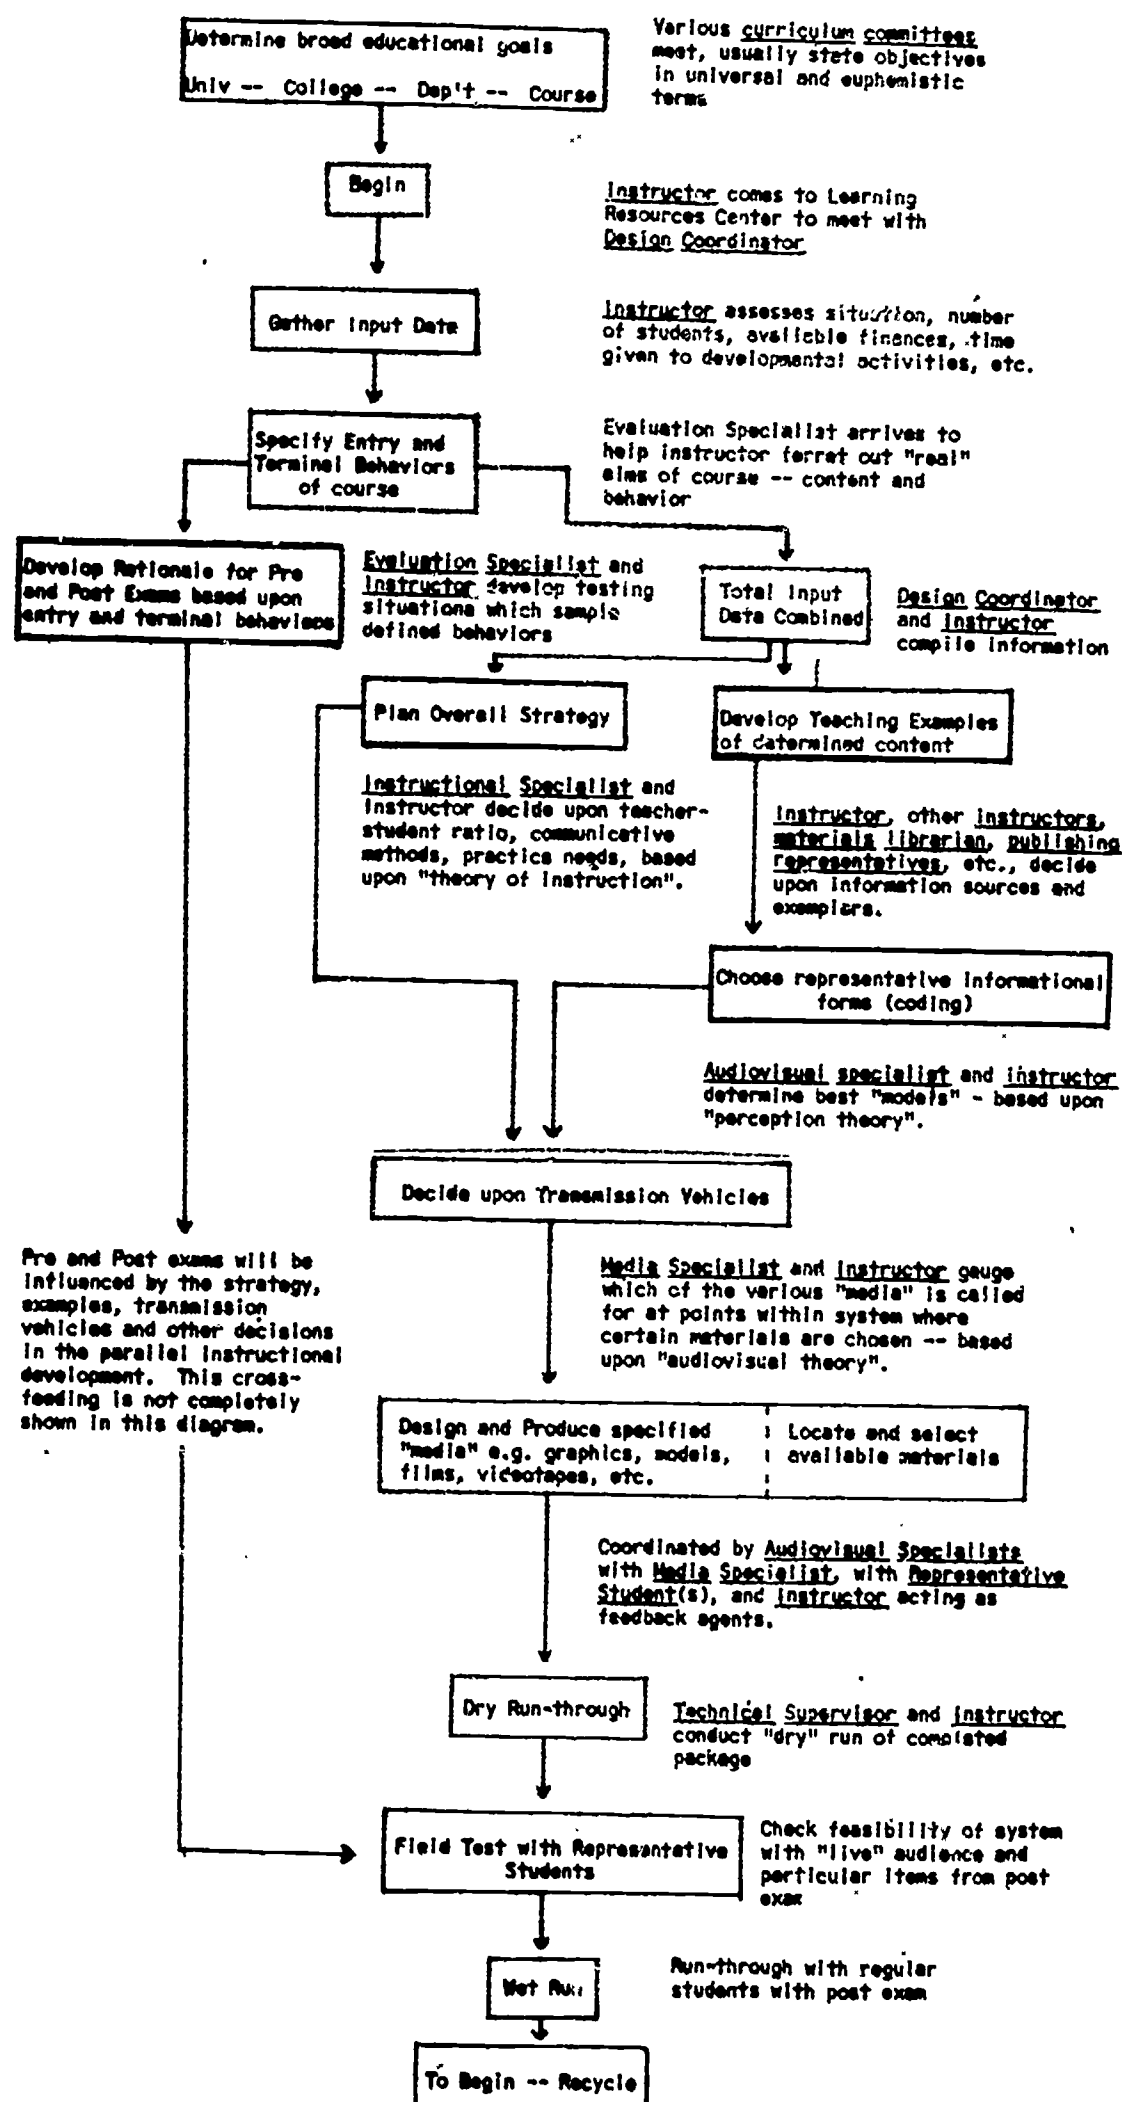 Determine broad educational goals
Univ -- College -- Dep't -- Course
Various curriculum committees
meet, usually state objectives
in universal and euphemistic
terms
Begin
Instructor comes to Learning
Resources Center to meet with
Design Coordinator
Gather Input Data
Instructor assesses situation, number
of students, available finances, time
given to developmental activities, etc.
Specify Entry and
Terminal Behaviors
of course
Evaluation Specialist arrives to
help instructor ferret out "real"
aims of course -- content and
behavior
Develop Rationale for Pre
and Post Exams based upon
entry and terminal behaviors
Evaluation Specialist and
Instructor develop testing
situations which sample
defined behaviors
Total Input
Data Combined
Design Coordinator
and Instructor
compile information
Plan Overall Strategy
Develop Teaching Examples
of determined content
Instructional Specialist and
Instructor decide upon teacher-
student ratio, communicative
methods, practice needs, based
upon "theory of instruction".
Instructor, other instructors,
materials librarian, publishing
representatives, etc., decide
upon information sources and
examplars.
Choose representative informational
forms (coding)
Audiovisual specialist and instructor
determine best "models" - based upon
"perception theory".
Decide upon Transmission Vehicles
Pre and Post exams will be
influenced by the strategy,
examples, transmission
vehicles and other decisions
in the parallel instructional
development. This cross-
feeding is not completely
shown in this diagram.
Media Specialist and instructor gauge
which of the various "media" is called
for at points within system where
certain materials are chosen -- based
upon "audiovisual theory".
Design and Produce specified
"media" e.g. graphics, models,
films, videotapes, etc.
Locate and select
available materials
Coordinated by Audiovisual Specialists
with Media Specialist, with Representative
Student(s), and instructor acting as
feedback agents.
Dry Run-through
Technical Supervisor and instructor
conduct "dry" run of completed
package
Field Test with Representative
Students
Check feasibility of system
with "live" audience and
particular items from post
exam
Wet Run
Run-through with regular
students with post exam
To Begin -- Recycle